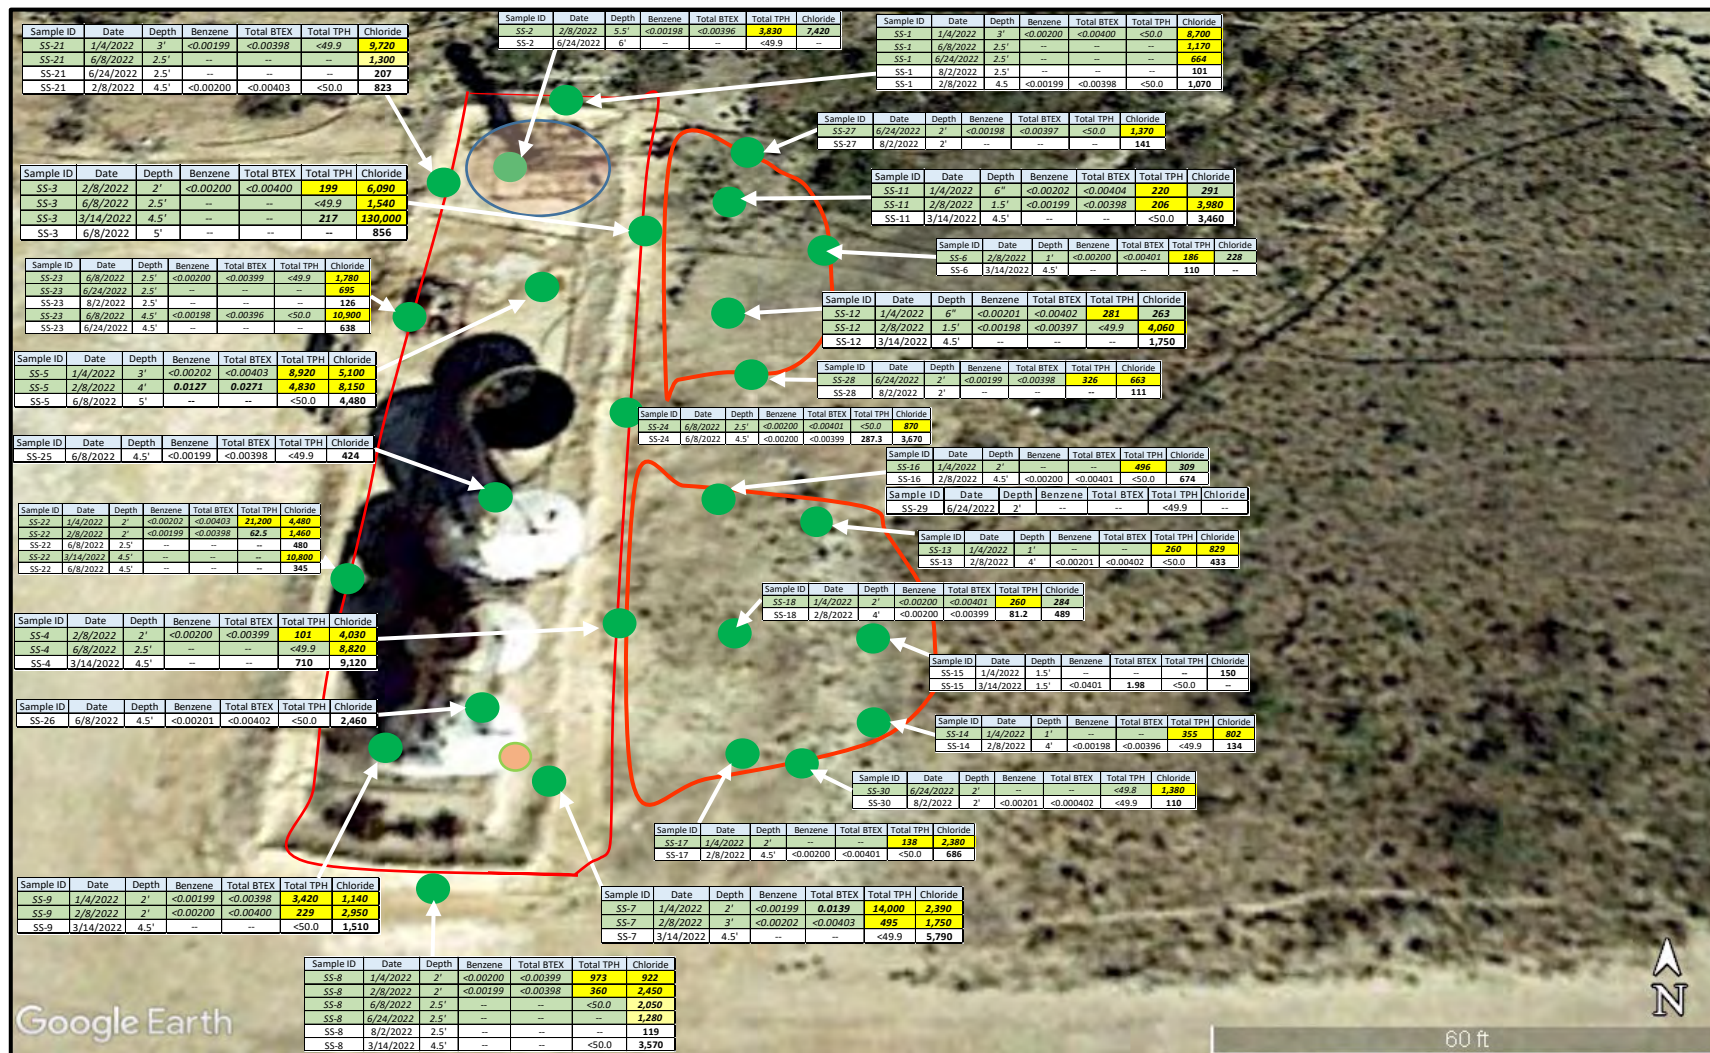 Sample ID Date Depth Benzene Total BTEX Total TPH Chloride
SS-21 1/4/2022 3' <0.00199 <0.00398 <49.9 9,720
SS-21 6/8/2022 2.5' -- -- -- 1,300
SS-21 6/24/2022 2.5' -- -- -- 207
SS-21 2/8/2022 4.5' <0.00200 <0.00403 <50.0 823
Sample ID Date Depth Benzene Total BTEX Total TPH Chloride
SS-2 2/8/2022 5.5' <0.00198 <0.00396 3,830 7,420
SS-2 6/24/2022 6' -- -- <49.9 --
Sample ID Date Depth Benzene Total BTEX Total TPH Chloride
SS-1 1/4/2022 3' <0.00200 <0.00400 <50.0 8,700
SS-1 6/8/2022 2.5' -- -- -- 1,170
SS-1 6/24/2022 2.5' -- -- -- 664
SS-1 8/2/2022 2.5' -- -- -- 101
SS-1 2/8/2022 4.5 <0.00199 <0.00398 <50.0 1,070
Sample ID Date Depth Benzene Total BTEX Total TPH Chloride
SS-27 6/24/2022 2' <0.00198 <0.00397 <50.0 1,370
SS-27 8/2/2022 2' -- -- -- 141
Sample ID Date Depth Benzene Total BTEX Total TPH Chloride
SS-3 2/8/2022 2' <0.00200 <0.00400 199 6,090
SS-3 6/8/2022 2.5' -- -- <49.9 1,540
SS-3 3/14/2022 4.5' -- -- 217 130,000
SS-3 6/8/2022 5' -- -- -- 856
Sample ID Date Depth Benzene Total BTEX Total TPH Chloride
SS-11 1/4/2022 6" <0.00202 <0.00404 220 291
SS-11 2/8/2022 1.5' <0.00199 <0.00398 206 3,980
SS-11 3/14/2022 4.5' -- -- <50.0 3,460
Sample ID Date Depth Benzene Total BTEX Total TPH Chloride
SS-6 2/8/2022 1' <0.00200 <0.00401 186 228
SS-6 3/14/2022 4.5' -- -- 110 --
Sample ID Date Depth Benzene Total BTEX Total TPH Chloride
SS-23 6/8/2022 2.5' <0.00200 <0.00399 <49.9 1,780
SS-23 6/24/2022 2.5' -- -- -- 695
SS-23 8/2/2022 2.5' -- -- -- 126
SS-23 6/8/2022 4.5' <0.00198 <0.00396 <50.0 10,900
SS-23 6/24/2022 4.5' -- -- -- 638
Sample ID Date Depth Benzene Total BTEX Total TPH Chloride
SS-12 1/4/2022 6" <0.00201 <0.00402 281 263
SS-12 2/8/2022 1.5' <0.00198 <0.00397 <49.9 4,060
SS-12 3/14/2022 4.5' -- -- -- 1,750
Sample ID Date Depth Benzene Total BTEX Total TPH Chloride
SS-5 1/4/2022 3' <0.00202 <0.00403 8,920 5,100
SS-5 2/8/2022 4' 0.0127 0.0271 4,830 8,150
SS-5 6/8/2022 5' -- -- <50.0 4,480
Sample ID Date Depth Benzene Total BTEX Total TPH Chloride
SS-28 6/24/2022 2' <0.00199 <0.00398 326 663
SS-28 8/2/2022 2' -- -- -- 111
Sample ID Date Depth Benzene Total BTEX Total TPH Chloride
SS-24 6/8/2022 2.5' <0.00200 <0.00401 <50.0 870
SS-24 6/8/2022 4.5' <0.00200 <0.00399 287.3 3,670
Sample ID Date Depth Benzene Total BTEX Total TPH Chloride
SS-25 6/8/2022 4.5' <0.00199 <0.00398 <49.9 424
Sample ID Date Depth Benzene Total BTEX Total TPH Chloride
SS-16 1/4/2022 2' -- -- 496 309
SS-16 2/8/2022 4.5' <0.00200 <0.00401 <50.0 674
Sample ID Date Depth Benzene Total BTEX Total TPH Chloride
SS-29 6/24/2022 2' -- -- <49.9 --
Sample ID Date Depth Benzene Total BTEX Total TPH Chloride
SS-22 1/4/2022 2' <0.00202 <0.00403 21,200 4,480
SS-22 2/8/2022 2' <0.00199 <0.00398 62.5 1,460
SS-22 6/8/2022 2.5' -- -- -- 480
SS-22 3/14/2022 4.5' -- -- -- 10,800
SS-22 6/8/2022 4.5' -- -- -- 345
Sample ID Date Depth Benzene Total BTEX Total TPH Chloride
SS-13 1/4/2022 1' -- -- 260 829
SS-13 2/8/2022 4' <0.00201 <0.00402 <50.0 433
Sample ID Date Depth Benzene Total BTEX Total TPH Chloride
SS-18 1/4/2022 2' <0.00200 <0.00401 260 284
SS-18 2/8/2022 4' <0.00200 <0.00399 81.2 489
Sample ID Date Depth Benzene Total BTEX Total TPH Chloride
SS-4 2/8/2022 2' <0.00200 <0.00399 101 4,030
SS-4 6/8/2022 2.5' -- -- <49.9 8,820
SS-4 3/14/2022 4.5' -- -- 710 9,120
Sample ID Date Depth Benzene Total BTEX Total TPH Chloride
SS-15 1/4/2022 1.5' -- -- -- 150
SS-15 3/14/2022 1.5' <0.0401 1.98 <50.0 --
Sample ID Date Depth Benzene Total BTEX Total TPH Chloride
SS-26 6/8/2022 4.5' <0.00201 <0.00402 <50.0 2,460
Sample ID Date Depth Benzene Total BTEX Total TPH Chloride
SS-14 1/4/2022 1' -- -- 355 802
SS-14 2/8/2022 4' <0.00198 <0.00396 <49.9 134
Sample ID Date Depth Benzene Total BTEX Total TPH Chloride
SS-30 6/24/2022 2' -- -- <49.8 1,380
SS-30 8/2/2022 2' <0.00201 <0.000402 <49.9 110
Sample ID Date Depth Benzene Total BTEX Total TPH Chloride
SS-17 1/4/2022 2' -- -- 138 2,380
SS-17 2/8/2022 4.5' <0.00200 <0.00401 <50.0 686
Sample ID Date Depth Benzene Total BTEX Total TPH Chloride
SS-9 1/4/2022 2' <0.00199 <0.00398 3,420 1,140
SS-9 2/8/2022 2' <0.00200 <0.00400 229 2,950
SS-9 3/14/2022 4.5' -- -- <50.0 1,510
Sample ID Date Depth Benzene Total BTEX Total TPH Chloride
SS-7 1/4/2022 2' <0.00199 0.0139 14,000 2,390
SS-7 2/8/2022 3' <0.00202 <0.00403 495 1,750
SS-7 3/14/2022 4.5' -- -- <49.9 5,790
Sample ID Date Depth Benzene Total BTEX Total TPH Chloride
SS-8 1/4/2022 2' <0.00200 <0.00399 973 922
SS-8 2/8/2022 2' <0.00199 <0.00398 360 2,450
SS-8 6/8/2022 2.5' -- -- <50.0 2,050
SS-8 6/24/2022 2.5' -- -- -- 1,280
SS-8 8/2/2022 2.5' -- -- -- 119
SS-8 3/14/2022 4.5' -- -- <50.0 3,570
Google Earth
N
60 ft